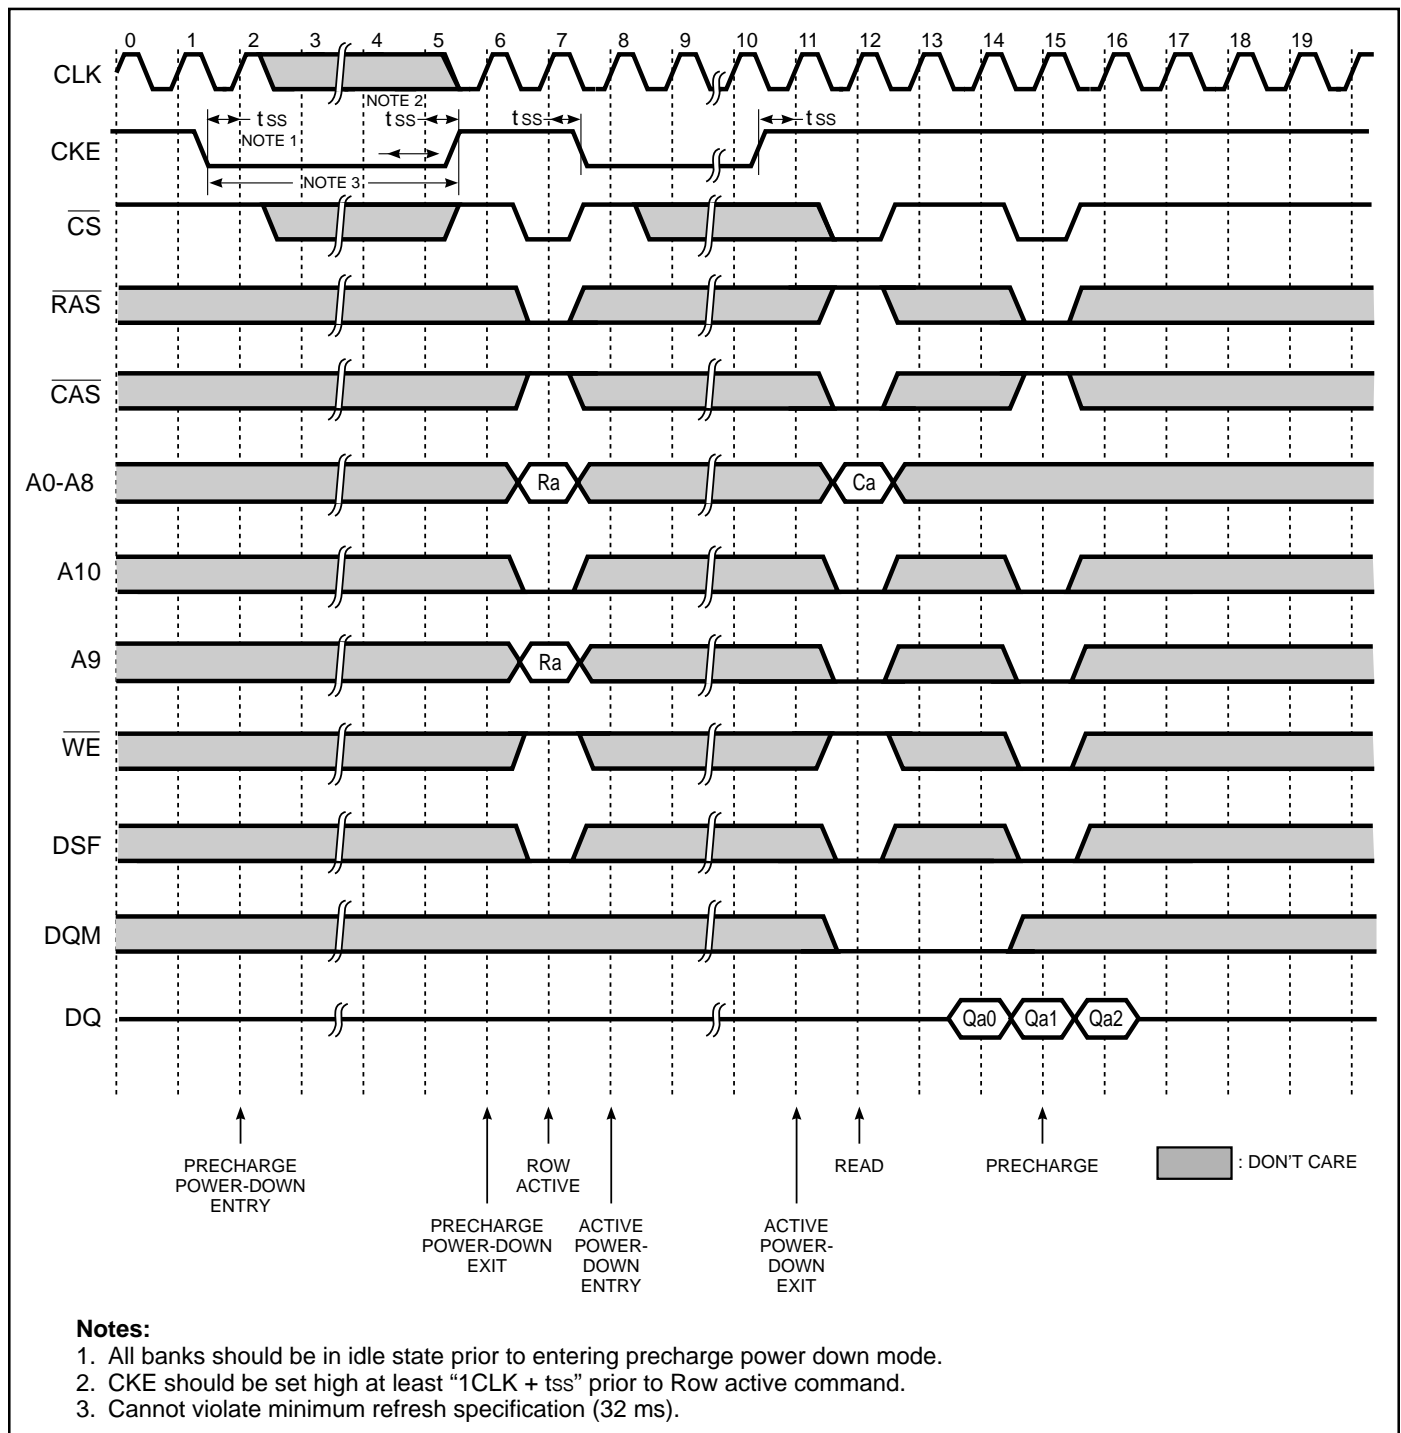 0 1 2 3 4 5 6 7 8 9 10 11 12 13 14 15 16 17 18 19
CLK
NOTE 2
tss tss tss tss
NOTE 1
CKE
NOTE 3
CS
RAS
CAS
A0-A8 Ra Ca
A10
A9 Ra
WE
DSF
DQM
DQ Qa0 Qa1 Qa2
PRECHARGE
POWER-DOWN
ENTRY
ROW
ACTIVE
READ
PRECHARGE
: DON'T CARE
PRECHARGE
POWER-DOWN
EXIT
ACTIVE
POWER-
DOWN
ENTRY
ACTIVE
POWER-
DOWN
EXIT
Notes:
1. All banks should be in idle state prior to entering precharge power down mode.
2. CKE should be set high at least “1CLK + tss” prior to Row active command.
3. Cannot violate minimum refresh specification (32 ms).